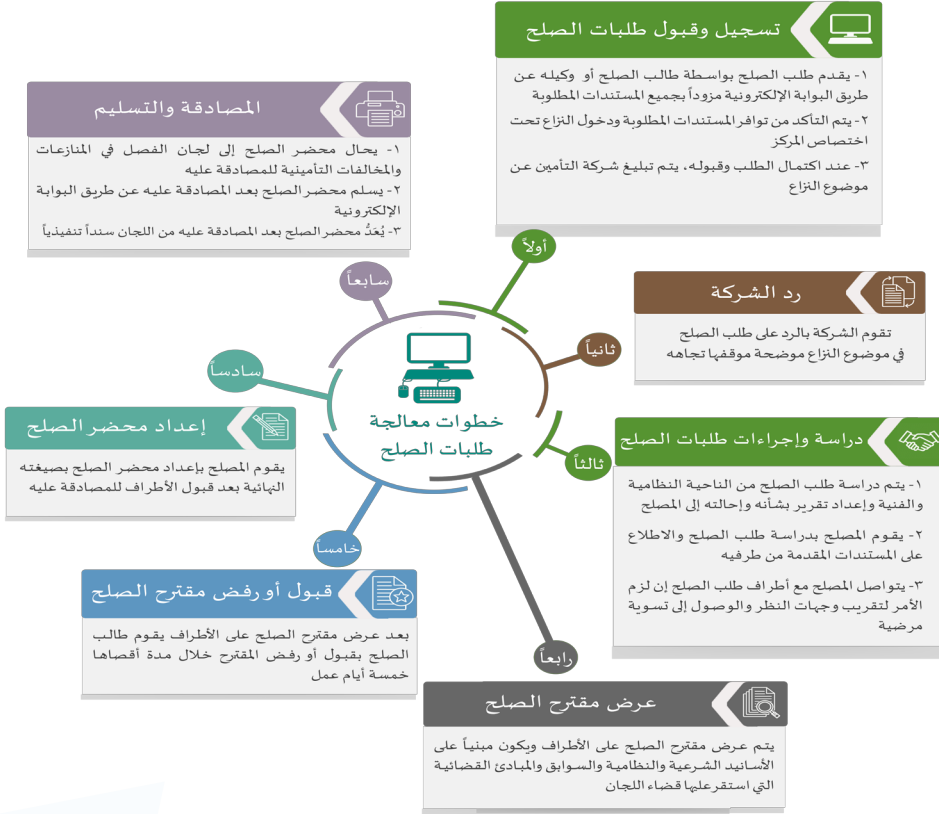 خطوات معالجة
طلبات الصلح
أولاً
تسجيل وقبول طلبات الصلح
١- يقدم طلب الصلح بواسطة طالب الصلح أو وكيله عن
طريق البوابة الإلكترونية مزوداً بجميع المستندات المطلوبة
٢- يتم التأكد من توافر المستندات المطلوبة ودخول النزاع تحت
اختصاص المركز
٣- عند اكتمال الطلب وقبوله، يتم تبليغ شركة التأمين عن
موضوع النزاع
ثانياً
رد الشركة
تقوم الشركة بالرد على طلب الصلح
في موضوع النزاع موضحة موقفها تجاهه
ثالثاً
دراسة وإجراءات طلبات الصلح
١- يتم دراسة طلب الصلح من الناحية النظامية
والفنية وإعداد تقرير بشأنه وإحالته إلى المصلح
٢- يقوم المصلح بدراسة طلب الصلح والاطلاع
على المستندات المقدمة من طرفيه
٣- يتواصل المصلح مع أطراف طلب الصلح إن لزم
الأمر لتقريب وجهات النظر والوصول إلى تسوية
مرضية
رابعاً
عرض مقترح الصلح
يتم عرض مقترح الصلح على الأطراف ويكون مبنياً على
الأسانيد الشرعية والنظامية والسوابق والمبادئ القضائية
التي استقر عليها قضاء اللجان
خامساً
قبول أو رفض مقترح الصلح
بعد عرض مقترح الصلح على الأطراف يقوم طالب
الصلح بقبول أو رفض المقترح خلال مدة أقصاها
خمسة أيام عمل
سادساً
إعداد محضر الصلح
يقوم المصلح بإعداد محضر الصلح بصيغته
النهائية بعد قبول الأطراف للمصادقة عليه
سابعاً
المصادقة والتسليم
١- يحال محضر الصلح إلى لجان الفصل في المنازعات
والمخالفات التأمينية للمصادقة عليه
٢- يسلم محضر الصلح بعد المصادقة عليه عن طريق البوابة
الإلكترونية
٣- يُعَدُّ محضر الصلح بعد المصادقة عليه من اللجان سنداً تنفيذياً